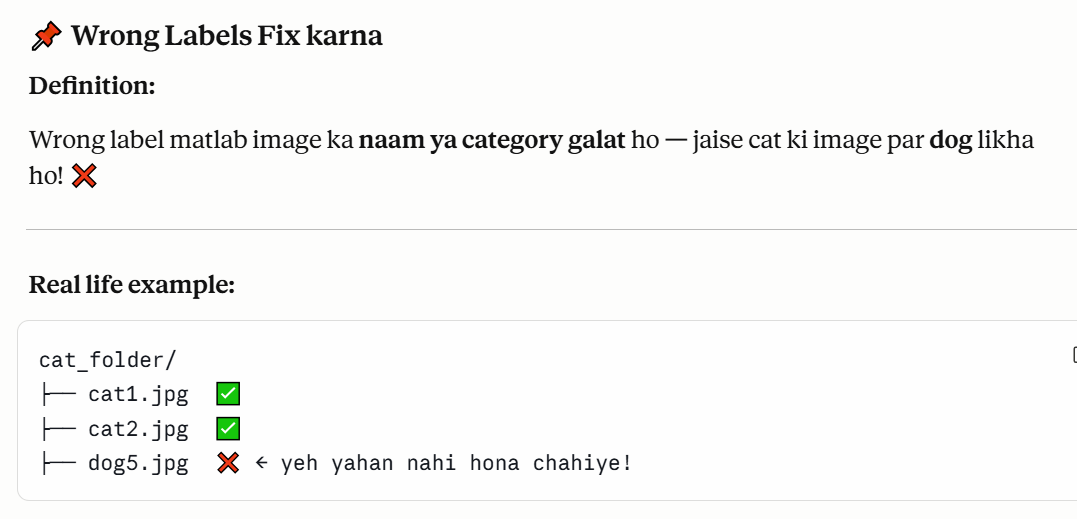 📌 Wrong Labels Fix karna
Definition:
Wrong label matlab image ka naam ya category galat ho — jaise cat ki image par dog likha
ho! ❌
Real life example:
cat_folder/
├── cat1.jpg ✅
├── cat2.jpg ✅
├── dog5.jpg ❌ ← yeh yahan nahi hona chahiye!